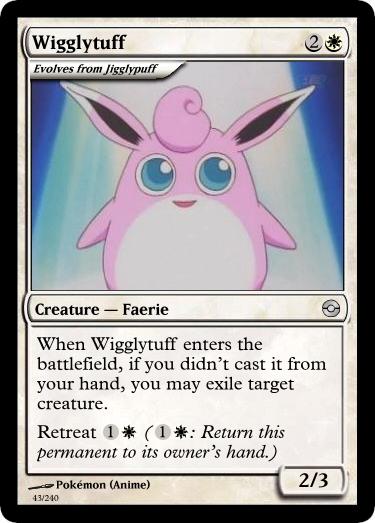 Wigglytuff 2
Evolves from Jigglypuff
Creature — Faerie
When Wigglytuff enters the
battlefield, if you didn't cast it from
your hand, you may exile target
creature.
Retreat 1 ( 1 : Return this
permanent to its owner's hand.)
2/3
Pokémon (Anime)
43/240